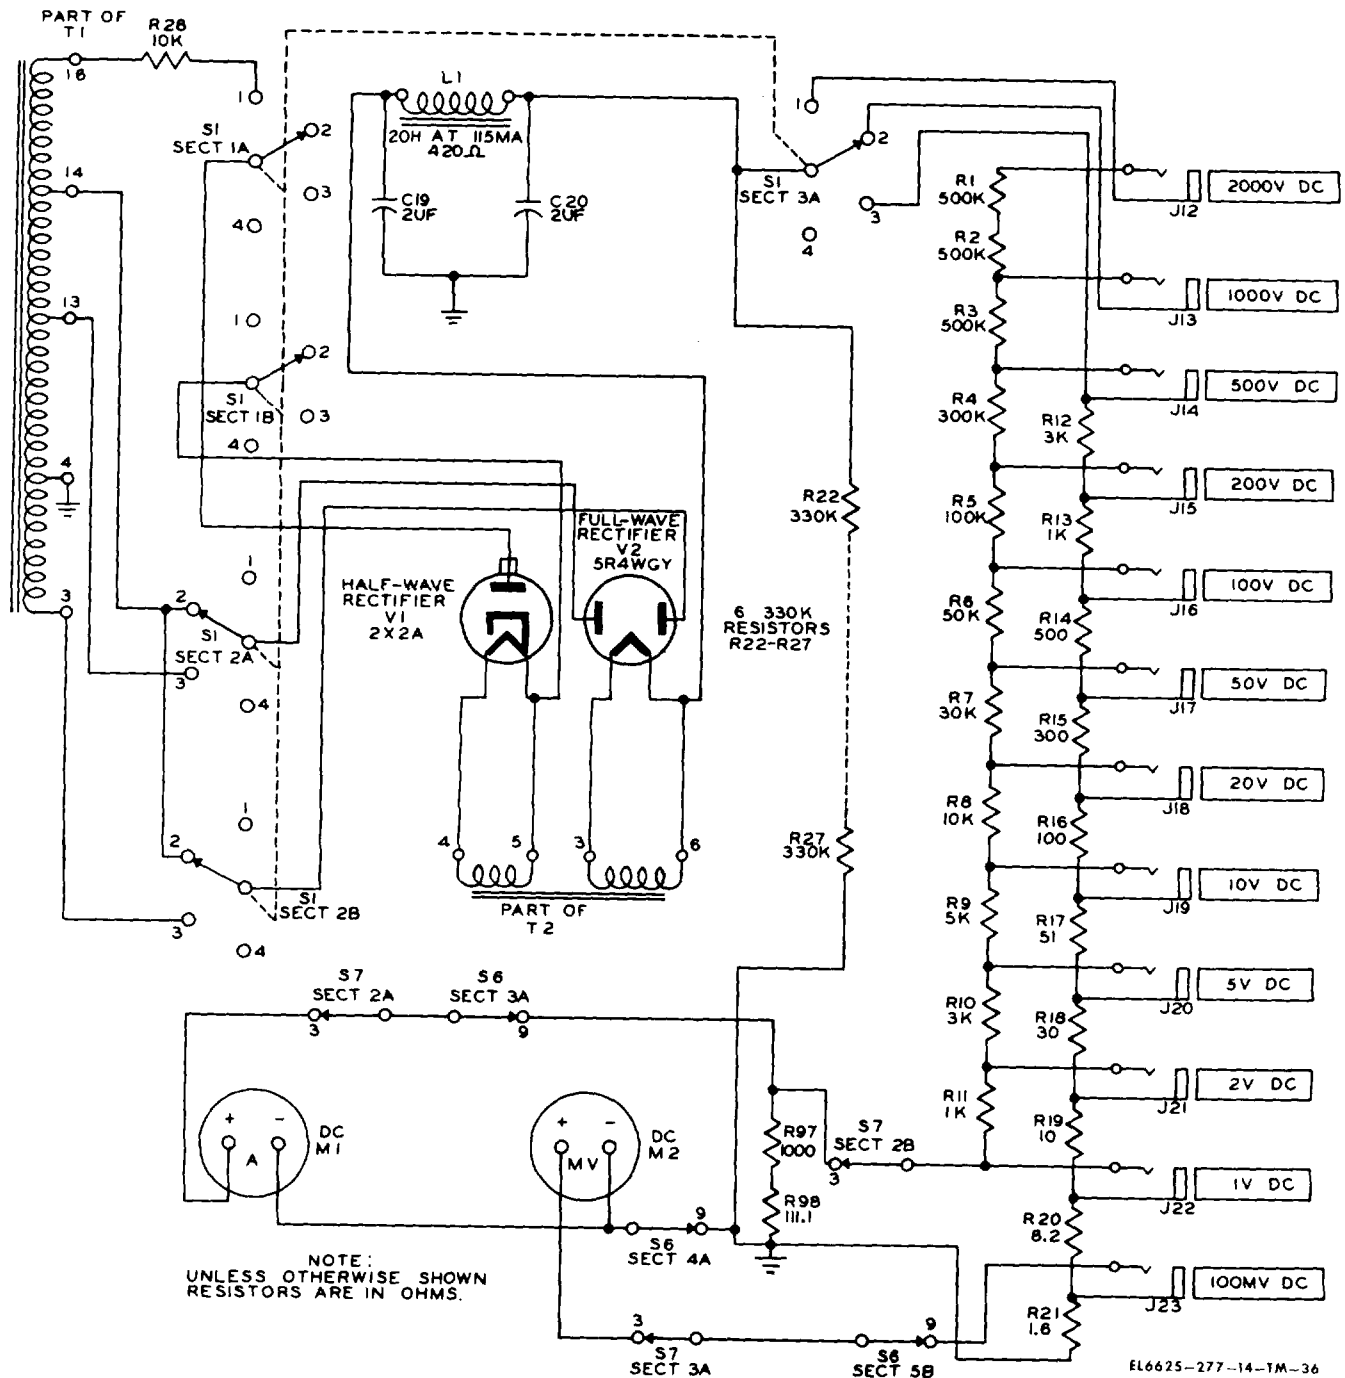 PART OF
T1
16
R28
10K
1
2
S1
SECT 1A
3
4
14
L1
20H AT 115MA
420Ω
C19
2UF
C20
2UF
1
2
S1
SECT 3A
3
4
13
1
2
S1
SECT 1B
3
4
4
3
R1
500K
R2
500K
R3
500K
R4
300K
R5
100K
R6
50K
R7
30K
R8
10K
R9
5K
R10
3K
R11
1K
R12
3K
R13
1K
R14
500
R15
300
R16
100
R17
51
R18
30
R19
10
R20
8.2
R21
1.8
J12
2000V DC
J13
1000V DC
J14
500V DC
J15
200V DC
J16
100V DC
J17
50V DC
J18
20V DC
J19
10V DC
J20
5V DC
J21
2V DC
J22
1V DC
J23
100MV DC
R22
330K
6 330K
RESISTORS
R22-R27
R27
330K
HALF-WAVE
RECTIFIER
V1
2X2A
FULL-WAVE
RECTIFIER
V2
5R4WGY
1
2
S1
SECT 2A
3
4
1
2
S1
SECT 2B
3
4
4
5
3
6
PART OF
T2
S7
SECT 2A
3
S6
SECT 3A
9
+
-
A
DC
M1
+
-
MV
DC
M2
R97
1000
R98
111.1
S7
SECT 2B
3
9
S6
SECT 4A
NOTE:
UNLESS OTHERWISE SHOWN
RESISTORS ARE IN OHMS.
3
S7
SECT 3A
9
S6
SECT 5B
EL6625-277-14-TM-36